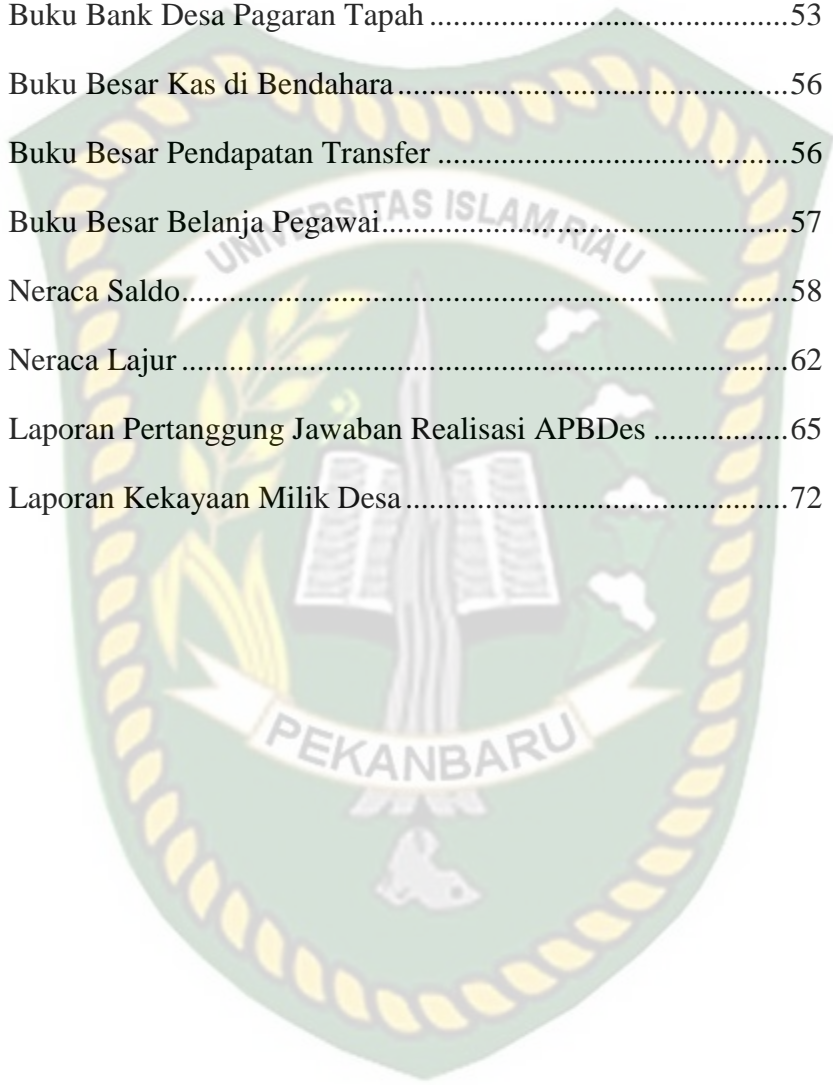 Buku Bank Desa Pagaran Tapah ............................................. 53
Buku Besar Kas di Bendahara ................................................. 56
Buku Besar Pendapatan Transfer ............................................ 56
Buku Besar Belanja Pegawai ................................................... 57
UNIVERSITAS ISLAM RIAU
Neraca Saldo ............................................................................. 58
Neraca Lajur ............................................................................. 62
Laporan Pertanggung Jawaban Realisasi APBDes ................. 65
Laporan Kekayaan Milik Desa ................................................ 72
PEKANBARU